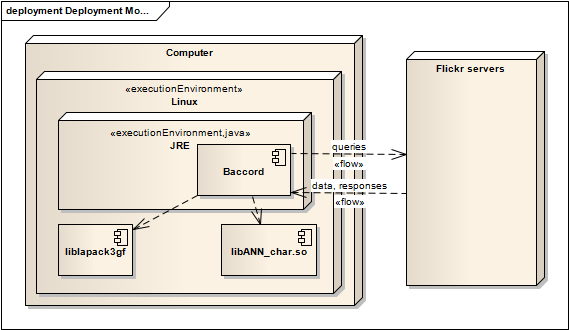 deployment Deployment Mo...
Computer
«executionEnvironment»
Linux
«executionEnvironment,java»
JRE
Baccord
liblapack3gf
libANN_char.so
Flickr servers
queries
«flow»
data, responses
«flow»